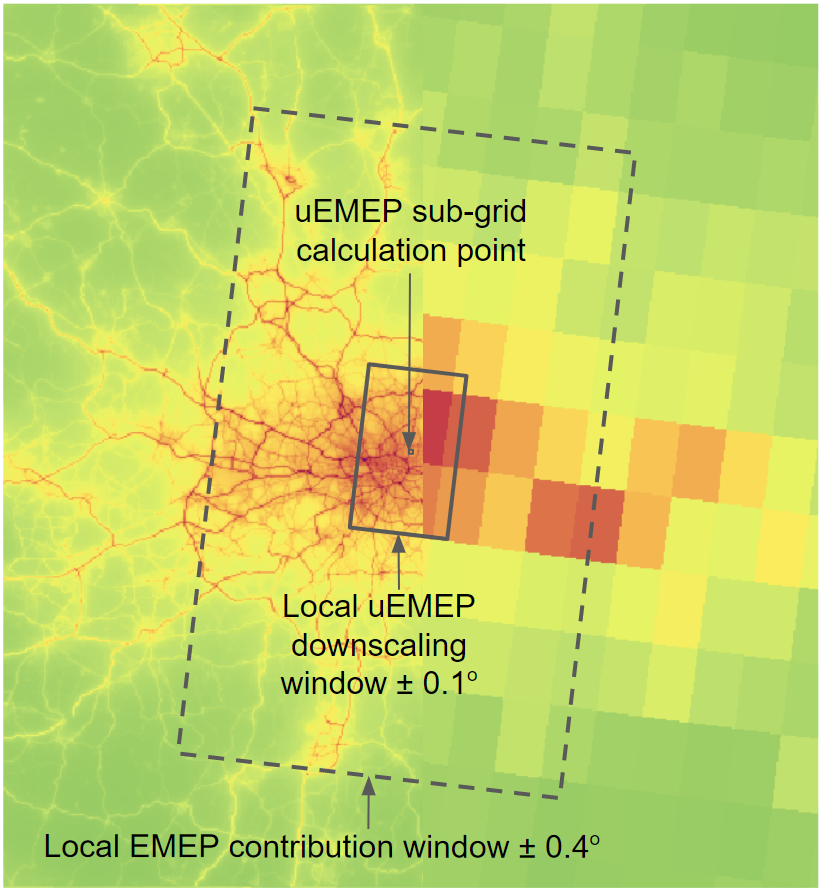 uEMEP sub-grid
calculation point
Local uEMEP
downscaling
window ± 0.1°
Local EMEP contribution window ± 0.4°